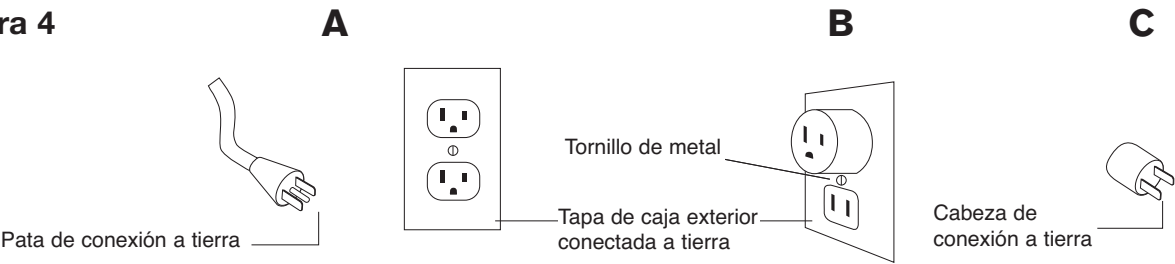 ra 4
A
B
C
Tornillo de metal
Tapa de caja exterior
conectada a tierra
Pata de conexión a tierra
Cabeza de
conexión a tierra